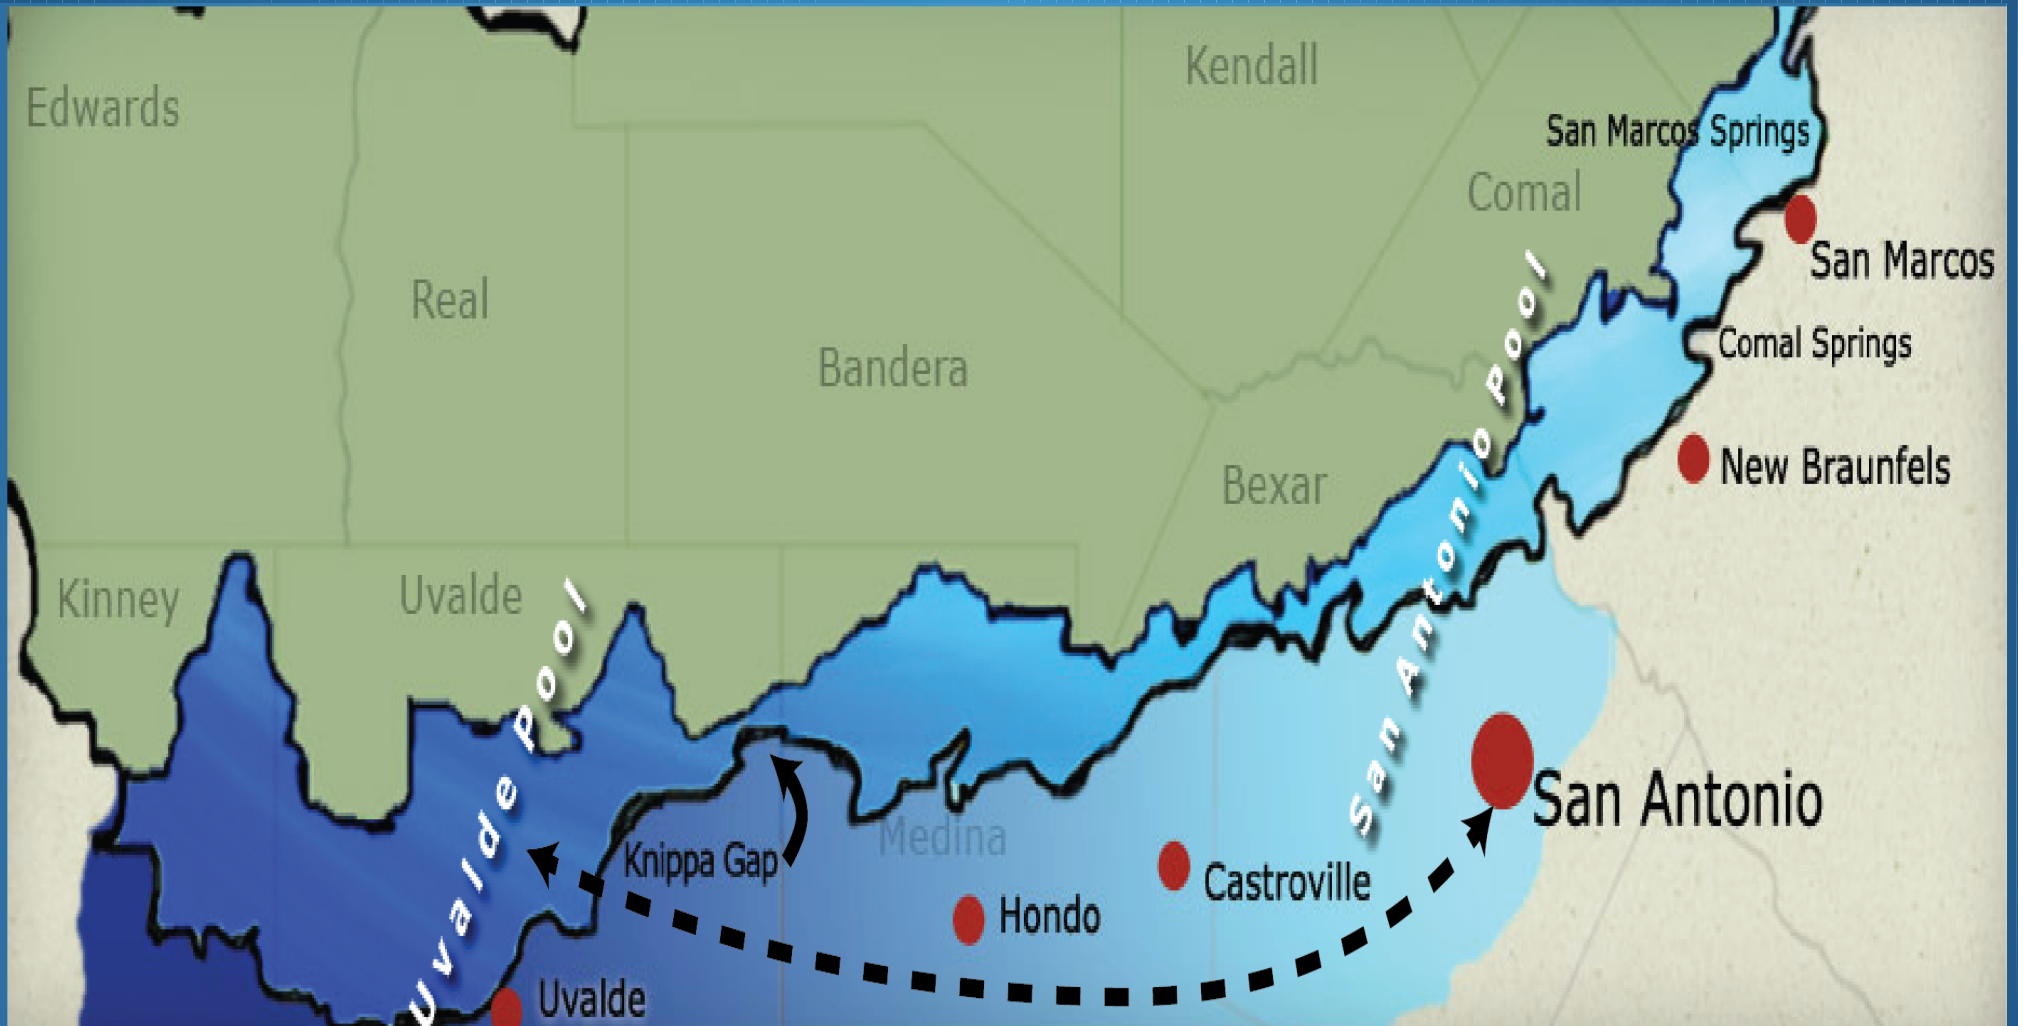 Kendall
Edwards
San Marcos Springs
Comal
San Marcos
Real
Comal Springs
Bandera
New Braunfels
Bexar
Kinney
Uvalde
Uvalde Pool
San Antonio Pool
San Antonio
Medina
Knippa Gap
Castroville
Hondo
Uvalde